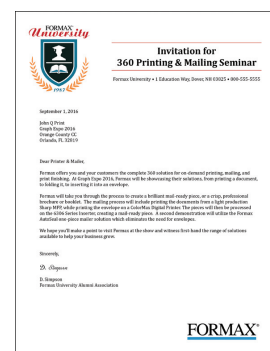 FORMAX
University
1987
Invitation for
360 Printing & Mailing Seminar
Formax University • 1 Education Way, Dover, NH 03825 • 800-555-5555
September 1, 2016
John Q Print
Graph Expo 2016
Orange County CC
Orlando, FL 32819
Dear Printer & Mailer,
Formax offers you and your customers the complete 360 solution for on-demand printing, mailing, and
print finishing. At Graph Expo 2016, Formax will be showcasing their solutions, from printing a document,
to folding it, to inserting it into an envelope.
Formax will take you through the process to create a brilliant mail-ready piece, or a crisp, professional
brochure or booklet. The mailing process will include printing the documents from a light production
Sharp MFP, while printing the envelope on a ColorMax Digital Printer. The pieces will then be processed
on the 6306 Series Inserter, creating a mail-ready piece. A second demonstration will utilize the Formax
AutoSeal one-piece mailer solution which eliminates the need for envelopes.
We hope you'll make a point to visit Formax at the show and witness first-hand the range of solutions
available to help your business grow.
Sincerely,
D. Simpson
D. Simpson
Formax University Alumni Association
FORMAX®